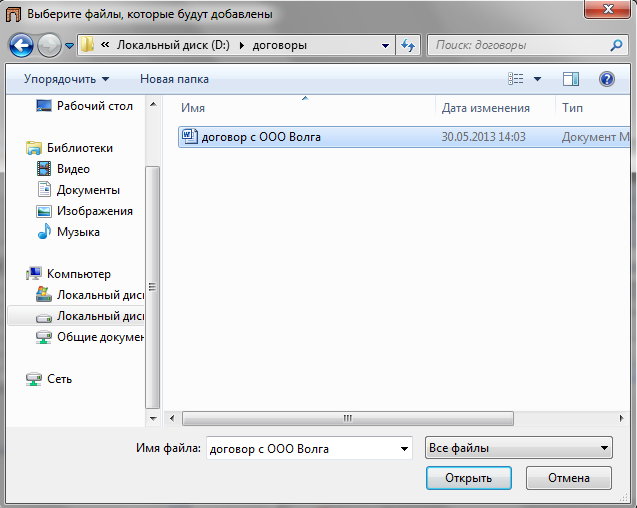 Выберите файлы, которые будут добавлены
« Локальный диск (D:) ▸ договоры
Поиск: договоры
Упорядочить
Новая папка
Рабочий стол
Библиотеки
Видео
Документы
Изображения
Музыка
Компьютер
Локальный дис
Локальный дис
Общие докумен
Сеть
Имя Дата изменения Тип
договор с ООО Волга 30.05.2013 14:03 Документ M
Имя файла: договор с ООО Волга Все файлы
Открыть Отмена